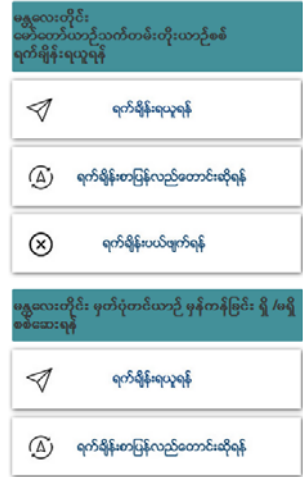 မန္တလေးတိုင်း
မော်တော်ယာဉ်သက်တမ်းတိုးယာဉ်စစ်
ရက်ချိန်းရယူရန်
ရက်ချိန်းရယူရန်
ရက်ချိန်းစာပြန်လည်တောင်းဆိုရန်
ရက်ချိန်းပယ်ဖျက်ရန်
မန္တလေးတိုင်း မှတ်ပုံတင်ယာဉ် မှန်ကန်ခြင်း ရှိ /မရှိ
စစ်ဆေးရန်
ရက်ချိန်းရယူရန်
ရက်ချိန်းစာပြန်လည်တောင်းဆိုရန်